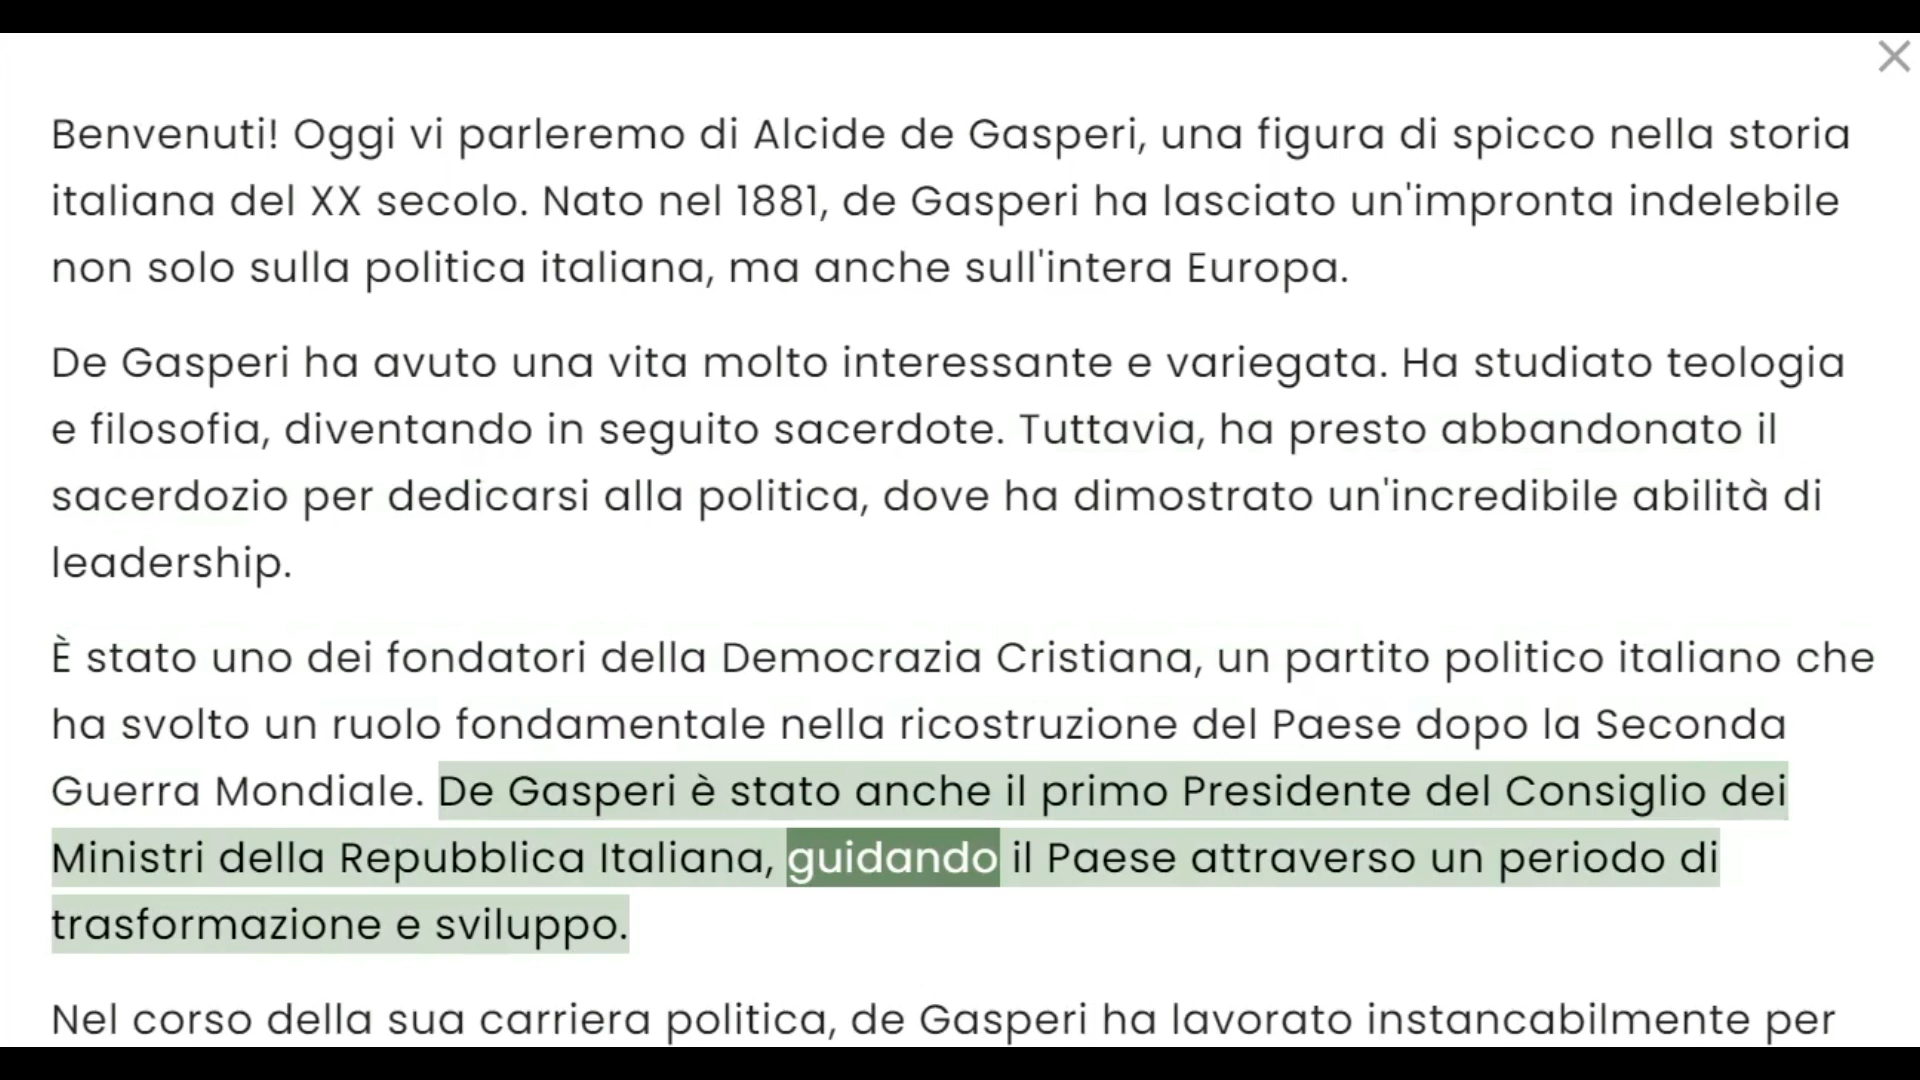 Benvenuti! Oggi vi parleremo di Alcide de Gasperi, una figura di spicco nella storia
italiana del XX secolo. Nato nel 1881, de Gasperi ha lasciato un'impronta indelebile
non solo sulla politica italiana, ma anche sull'intera Europa.
De Gasperi ha avuto una vita molto interessante e variegata. Ha studiato teologia
e filosofia, diventando in seguito sacerdote. Tuttavia, ha presto abbandonato il
sacerdozio per dedicarsi alla politica, dove ha dimostrato un'incredibile abilità di
leadership.
È stato uno dei fondatori della Democrazia Cristiana, un partito politico italiano che
ha svolto un ruolo fondamentale nella ricostruzione del Paese dopo la Seconda
Guerra Mondiale. De Gasperi è stato anche il primo Presidente del Consiglio dei
Ministri della Repubblica Italiana, guidando il Paese attraverso un periodo di
trasformazione e sviluppo.
Nel corso della sua carriera politica, de Gasperi ha lavorato instancabilmente per